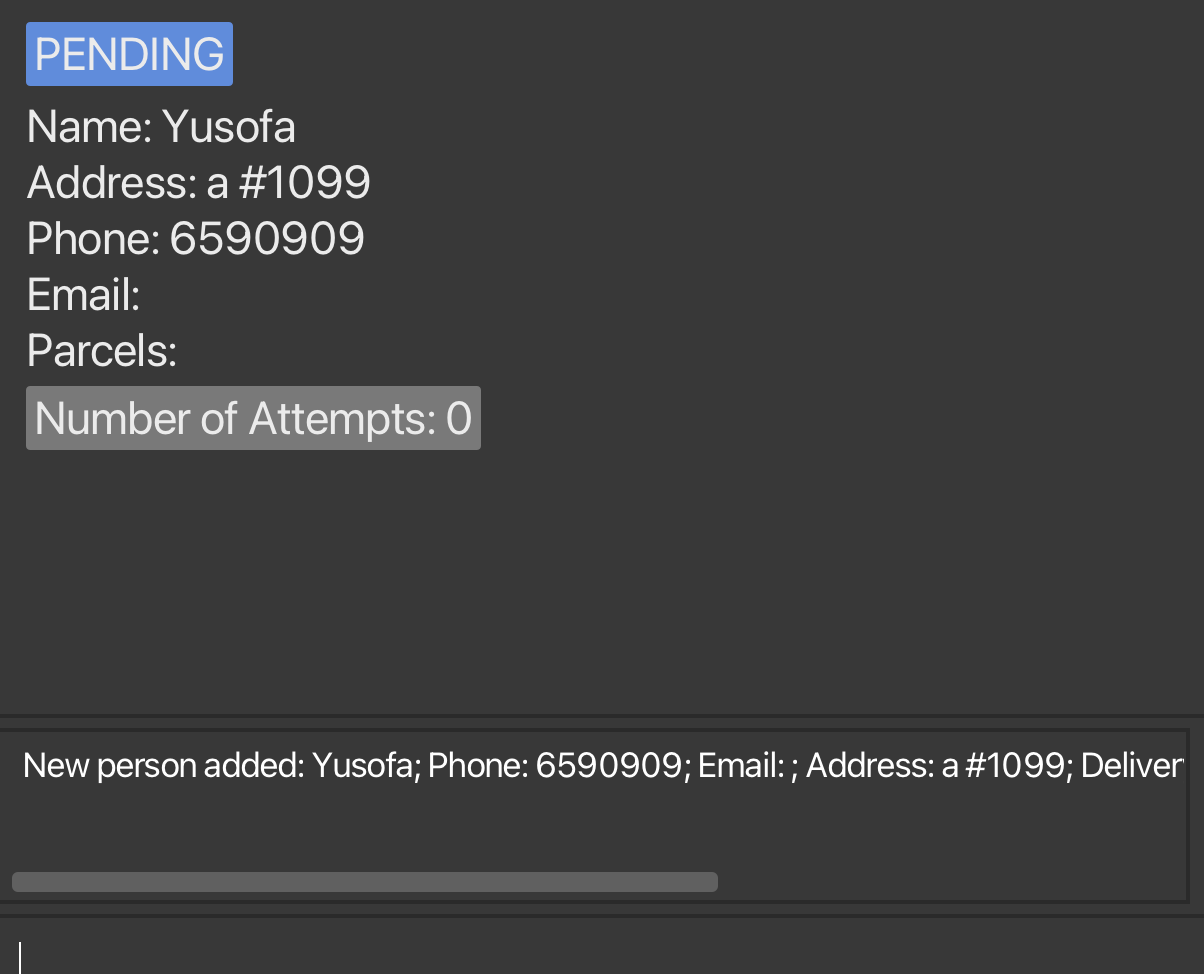 PENDING
Name: Yusofa
Address: a #1099
Phone: 6590909
Email:
Parcels:
Number of Attempts: 0
New person added: Yusofa; Phone: 6590909; Email: ; Address: a #1099; Deliver